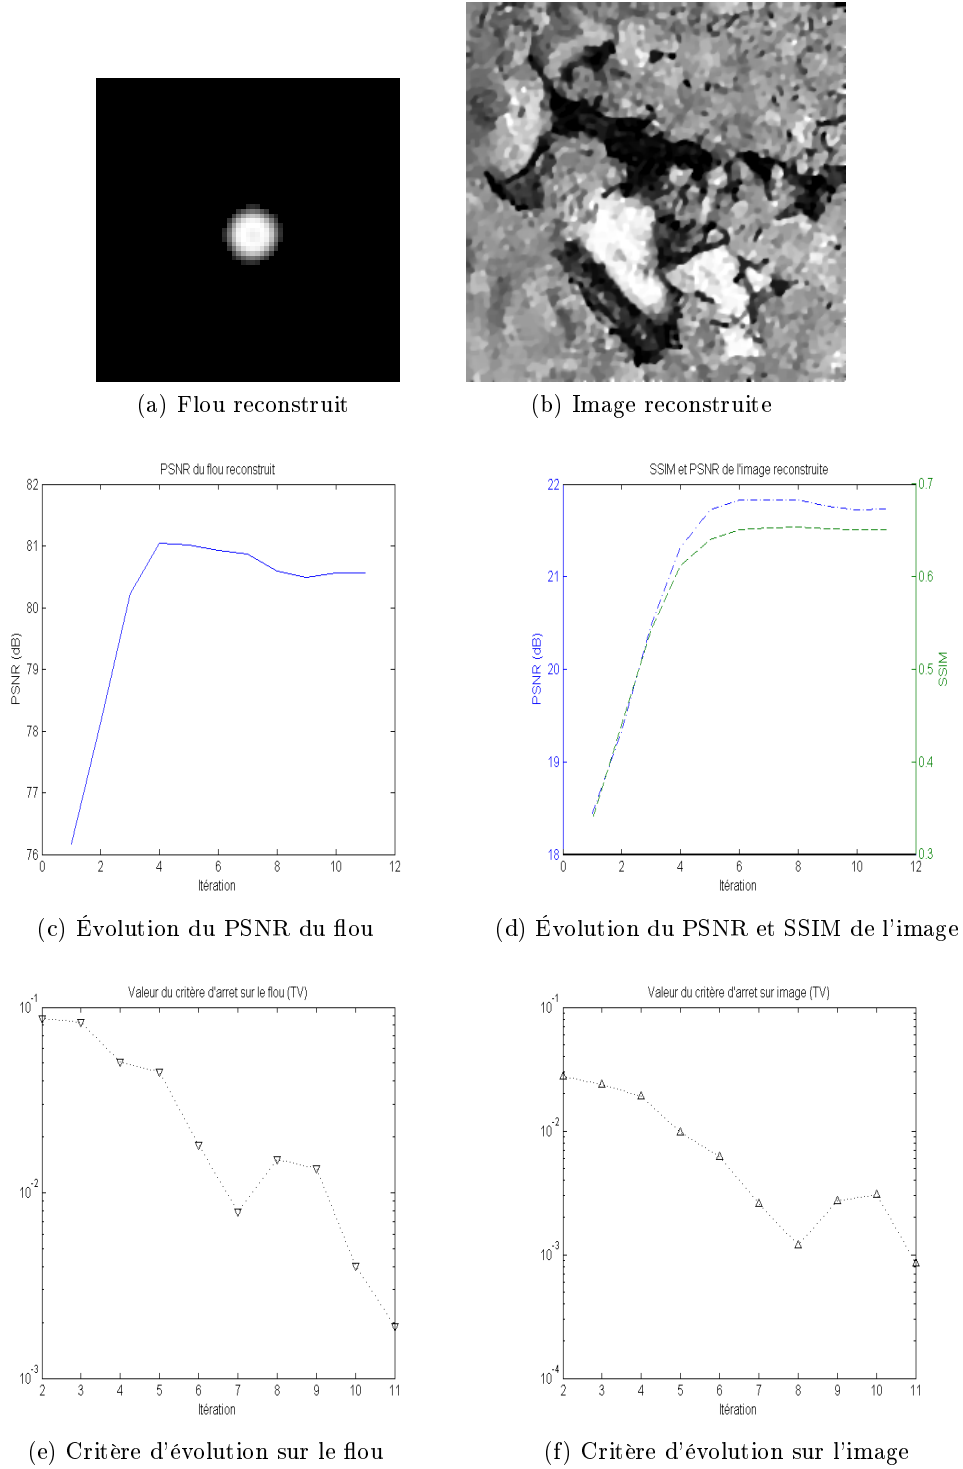 (a) Flou reconstruit
(b) Image reconstruite
PSNR du flou reconstruit
82
81
80
79
78
77
76
PSNR (dB)
0 2 4 6 8 10 12
Itération
(c) Évolution du PSNR du flou
SSIM et PSNR de l'image reconstruite
22
21
20
19
18
PSNR (dB)
0.7
0.6
0.5
0.4
0.3
SSIM
0 2 4 6 8 10 12
Itération
(d) Évolution du PSNR et SSIM de l'image
Valeur du critère d'arret sur le flou (TV)
10^-1
10^-2
10^-3
2 3 4 5 6 7 8 9 10 11
Itération
(e) Critère d'évolution sur le flou
Valeur du critère d'arret sur image (TV)
10^-1
10^-2
10^-3
10^-4
2 3 4 5 6 7 8 9 10 11
Itération
(f) Critère d'évolution sur l'image